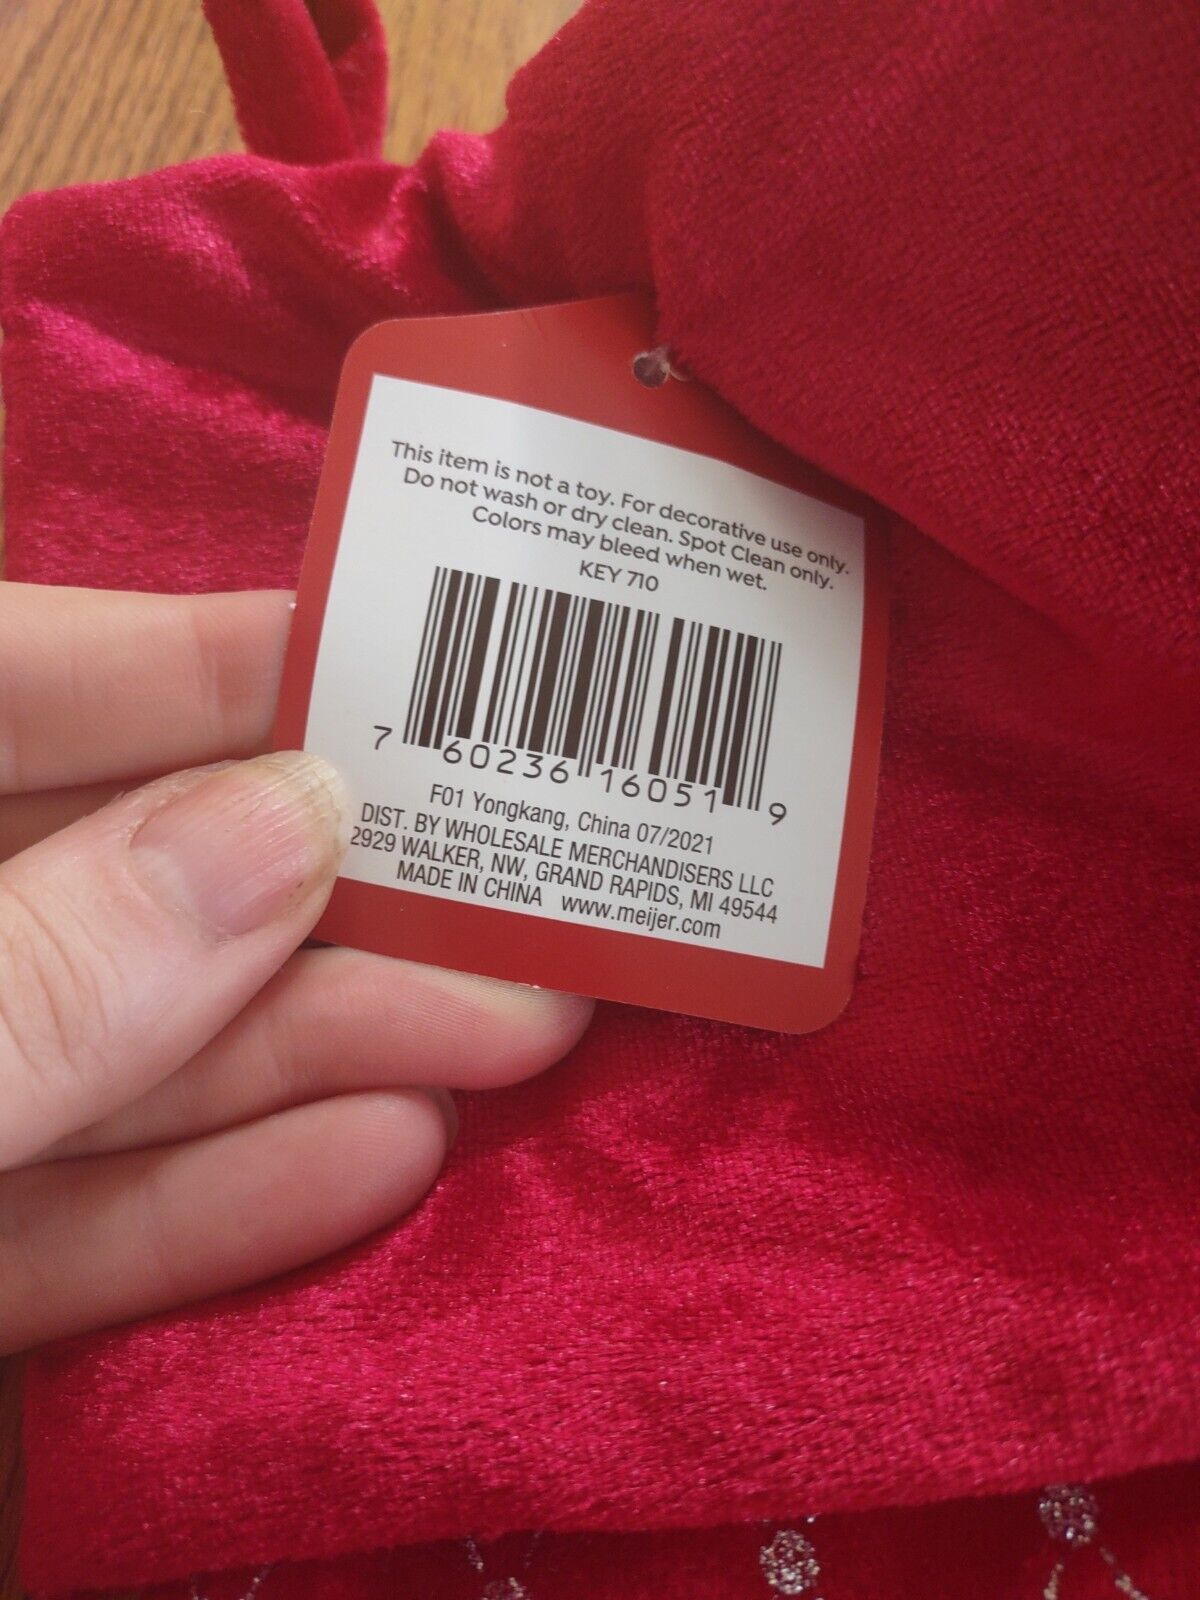 This item is not a toy. For decorative use only.
Do not wash or dry clean. Spot Clean only.
Colors may bleed when wet.
KEY 710
7 60236 16051 9
F01 Yongkang, China 07/2021
DIST. BY WHOLESALE MERCHANDISERS LLC
2929 WALKER, NW, GRAND RAPIDS, MI 49544
MADE IN CHINA www.meijer.com